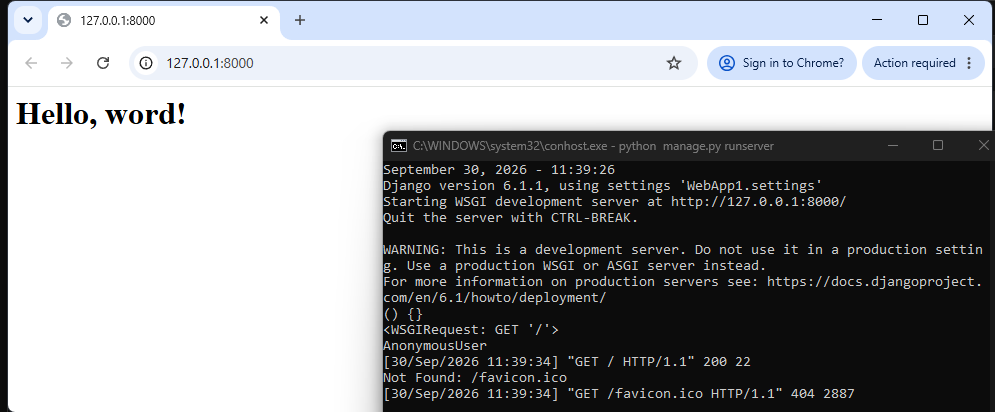 127.0.0.1:8000
127.0.0.1:8000
Sign in to Chrome?
Action required
Hello, word!
C:\WINDOWS\system32\conhost.exe - python  manage.py runserver
September 30, 2026 - 11:39:26
Django version 6.1.1, using settings 'WebApp1.settings'
Starting WSGI development server at http://127.0.0.1:8000/
Quit the server with CTRL-BREAK.
WARNING: This is a development server. Do not use it in a production settin
g. Use a production WSGI or ASGI server instead.
For more information on production servers see: https://docs.djangoproject.
com/en/6.1/howto/deployment/
() {}
<WSGIRequest: GET '/'>
AnonymousUser
[30/Sep/2026 11:39:34] "GET / HTTP/1.1" 200 22
Not Found: /favicon.ico
[30/Sep/2026 11:39:34] "GET /favicon.ico HTTP/1.1" 404 2887